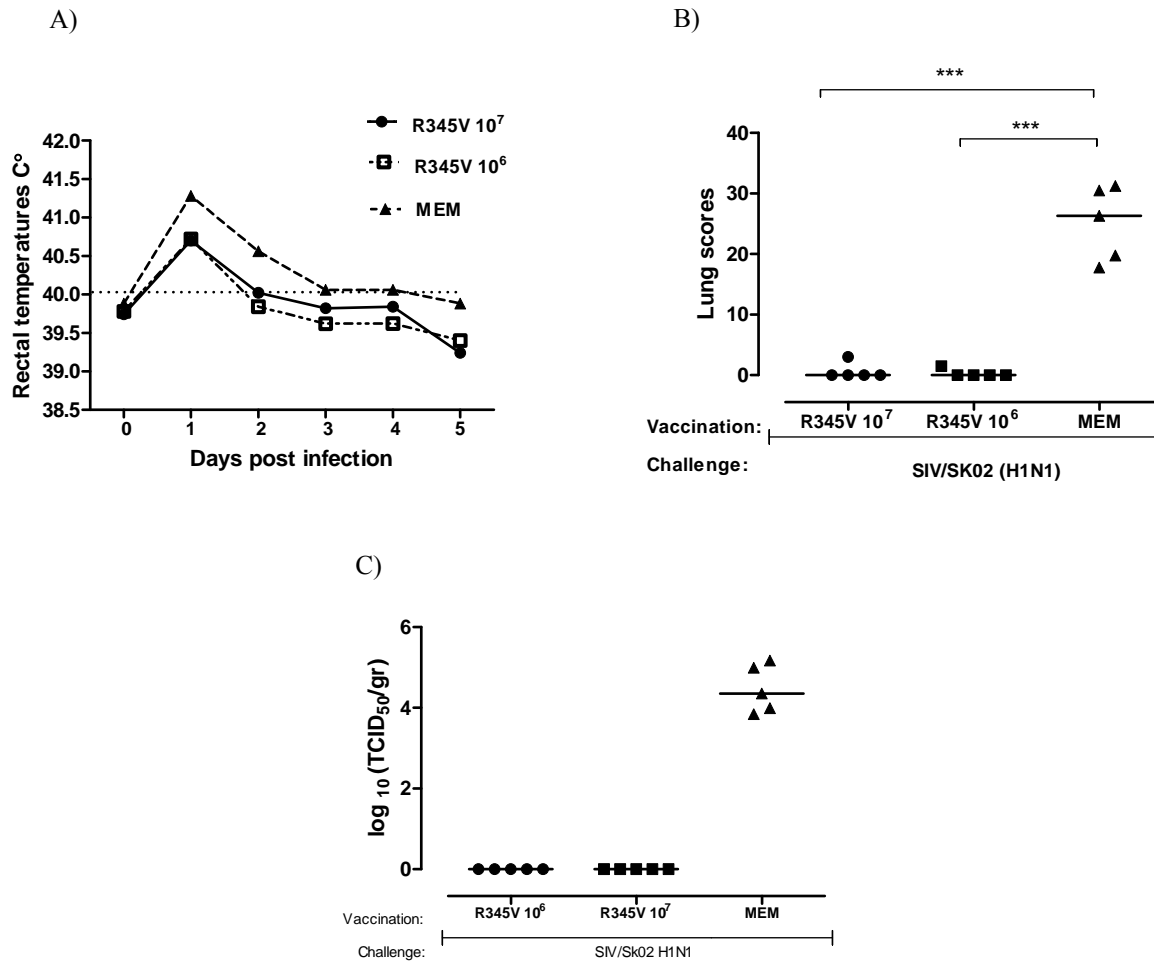 A)
R345V 10⁷
R345V 10⁶
MEM
Rectal temperatures C°
42.0
41.5
41.0
40.5
40.0
39.5
39.0
38.5
0 1 2 3 4 5
Days post infection
B)
***
***
Lung scores
40
30
20
10
0
Vaccination: R345V 10⁷ R345V 10⁶ MEM
Challenge: SIV/SK02 (H1N1)
C)
log ₁₀ (TCID₅₀/gr)
6
4
2
0
Vaccination: R345V 10⁶ R345V 10⁷ MEM
Challenge: SIV/Sk02 H1N1